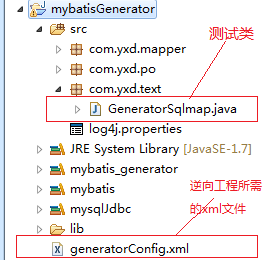 mybatisGenerator
src
测试类
com.yxd.mapper
com.yxd.po
com.yxd.text
GeneratorSqlmap.java
log4j.properties
JRE System Library [JavaSE-1.7]
mybatis_generator
逆向工程所需
mybatis
的xml文件
mysqlJdbc
lib
generatorConfig.xml